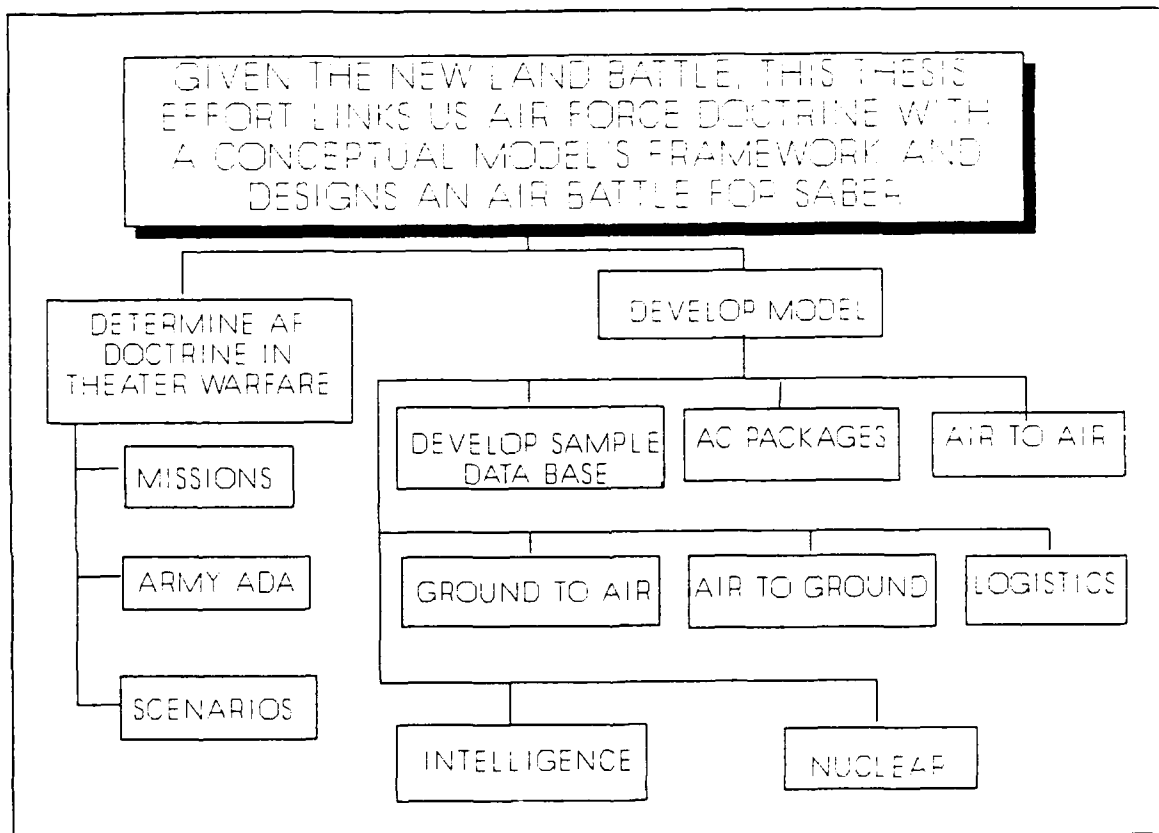 GIVEN THE NEW LAND BATTLE, THIS THESIS
EFFORT LINKS US AIR FORCE DOCTRINE WITH
A CONCEPTUAL MODEL'S FRAMEWORK AND
DESIGNS AN AIR BATTLE FOR SABER
DETERMINE AF
DOCTRINE IN
THEATER WARFARE
DEVELOP MODEL
MISSIONS
ARMY ADA
SCENARIOS
DEVELOP SAMPLE
DATA BASE
AC PACKAGES
AIR TO AIR
GROUND TO AIR
AIR TO GROUND
LOGISTICS
INTELLIGENCE
NUCLEAR